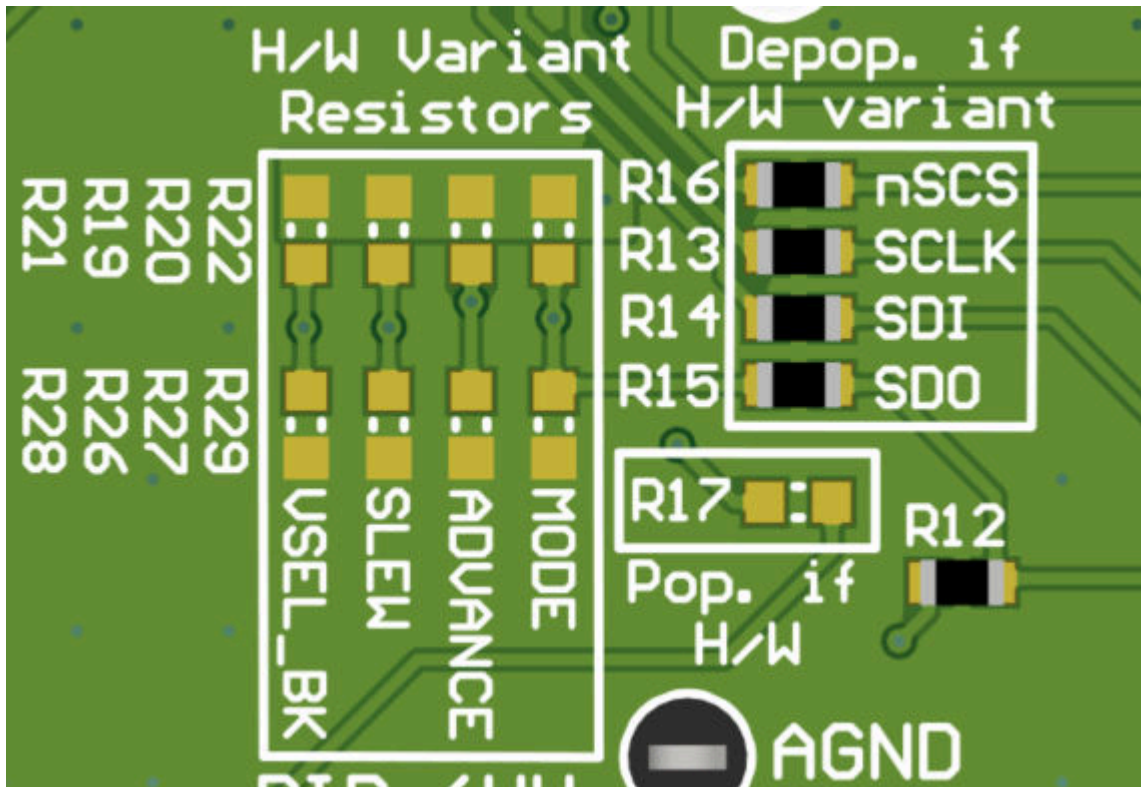 H/W Variant
Resistors
Depop. if
H/W variant
R21
R19
R20
R22
R28
R26
R27
R29
VSEL_BK
SLEW
ADVANCE
MODE
R16 nSCS
R13 SCLK
R14 SDI
R15 SDO
R17
Pop. if
H/W
R12
AGND